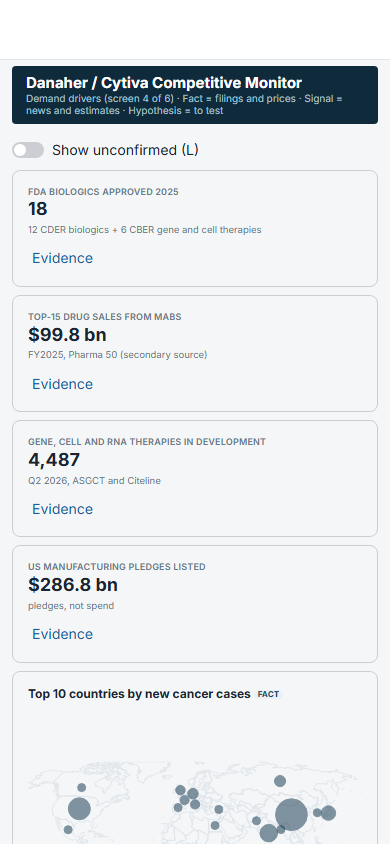 Danaher / Cytiva Competitive Monitor
Demand drivers (screen 4 of 6) · Fact = filings and prices · Signal =
news and estimates · Hypothesis = to test
Show unconfirmed (L)
FDA BIOLOGICS APPROVED 2025
18
12 CDER biologics + 6 CBER gene and cell therapies
Evidence
TOP-15 DRUG SALES FROM MABS
$99.8 bn
FY2025, Pharma 50 (secondary source)
Evidence
GENE, CELL AND RNA THERAPIES IN DEVELOPMENT
4,487
Q2 2026, ASGCT and Citeline
Evidence
US MANUFACTURING PLEDGES LISTED
$286.8 bn
pledges, not spend
Evidence
Top 10 countries by new cancer cases FACT